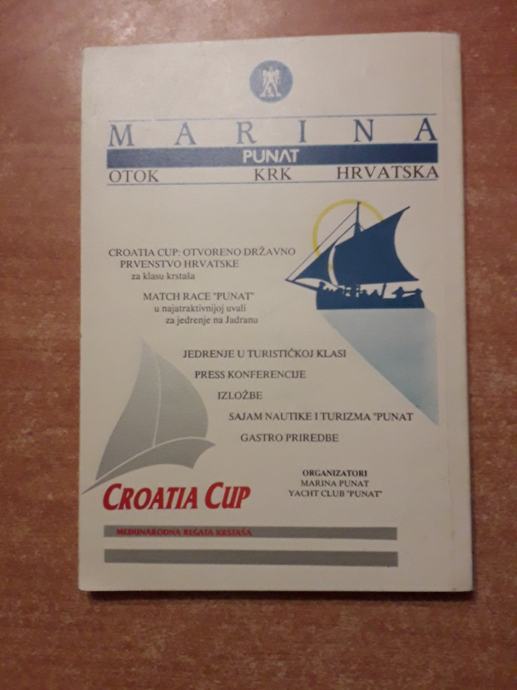 MARINA
PUNAT
OTOK KRK HRVATSKA
CROATIA CUP: OTVORENO DRŽAVNO
PRVENSTVO HRVATSKE
za klasu krstaša
MATCH RACE "PUNAT"
u najatraktivnijoj uvali
za jedrenje na Jadranu
JEDRENJE U TURISTIČKOJ KLASI
PRESS KONFERENCIJE
IZLOŽBE
SAJAM NAUTIKE I TURIZMA "PUNAT
GASTRO PRIREDBE
ORGANIZATORI
MARINA PUNAT
YACHT CLUB "PUNAT"
CROATIA CUP
MEĐUNARODNA REGATA KRSTAŠA